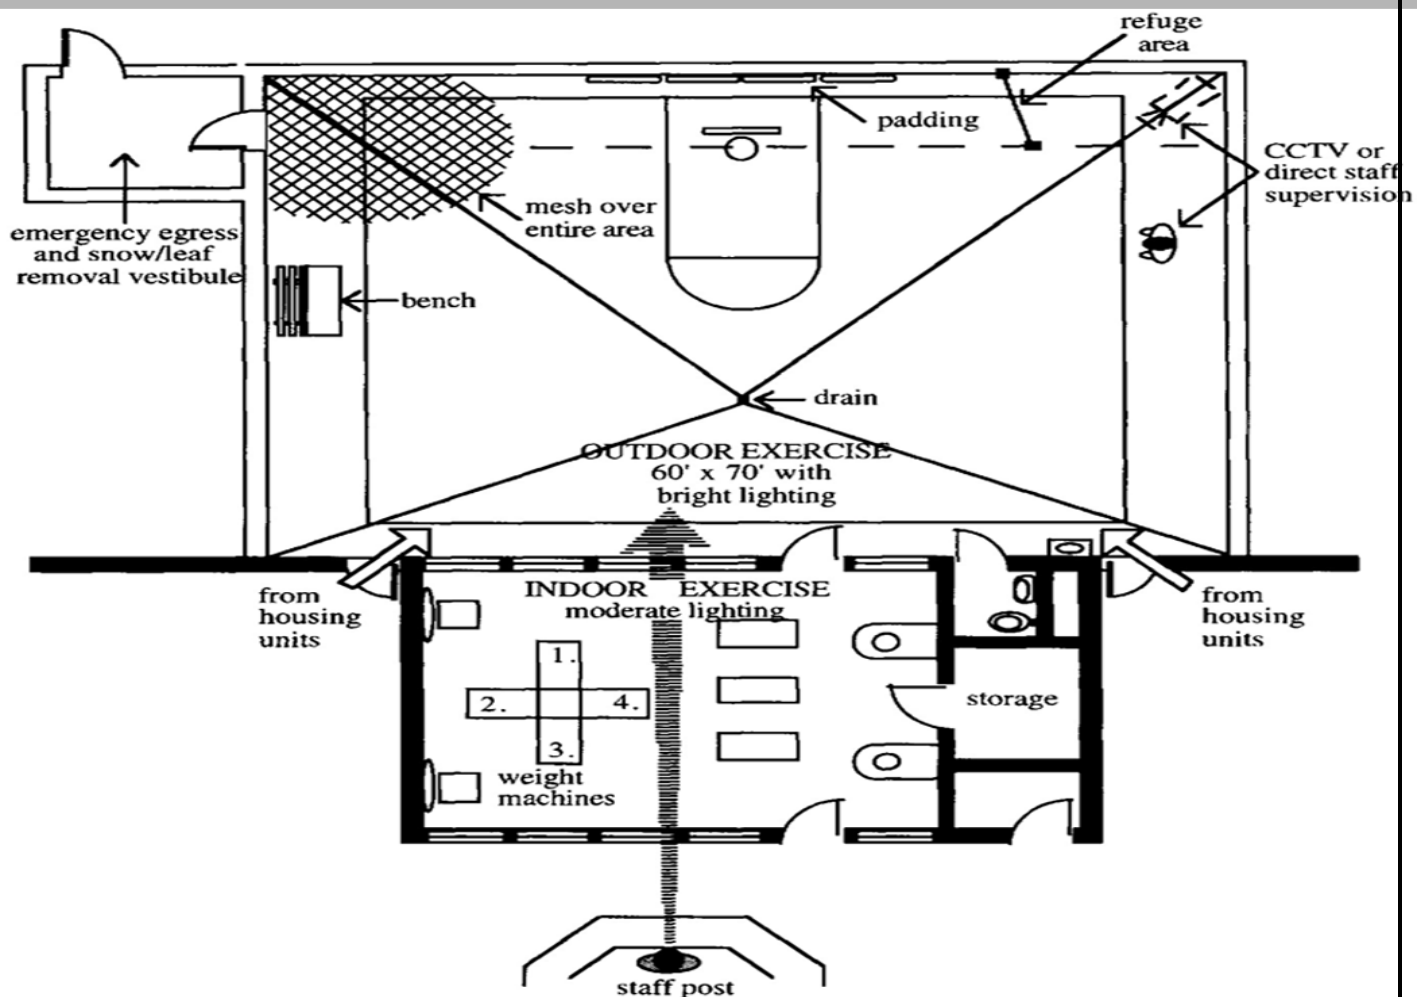 refuge
area
padding
CCTV or
direct staff
supervision
mesh over
entire area
emergency egress
and snow/leaf
removal vestibule
bench
drain
OUTDOOR EXERCISE
60' x 70' with
bright lighting
INDOOR EXERCISE
moderate lighting
from
housing
units
from
housing
units
1.
2.
4.
3.
storage
weight
machines
staff post